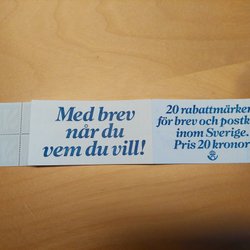 Med brev
når du
vem du vill!
20 rabattmärken
för brev och postk
inom Sverige.
Pris 20 kronor